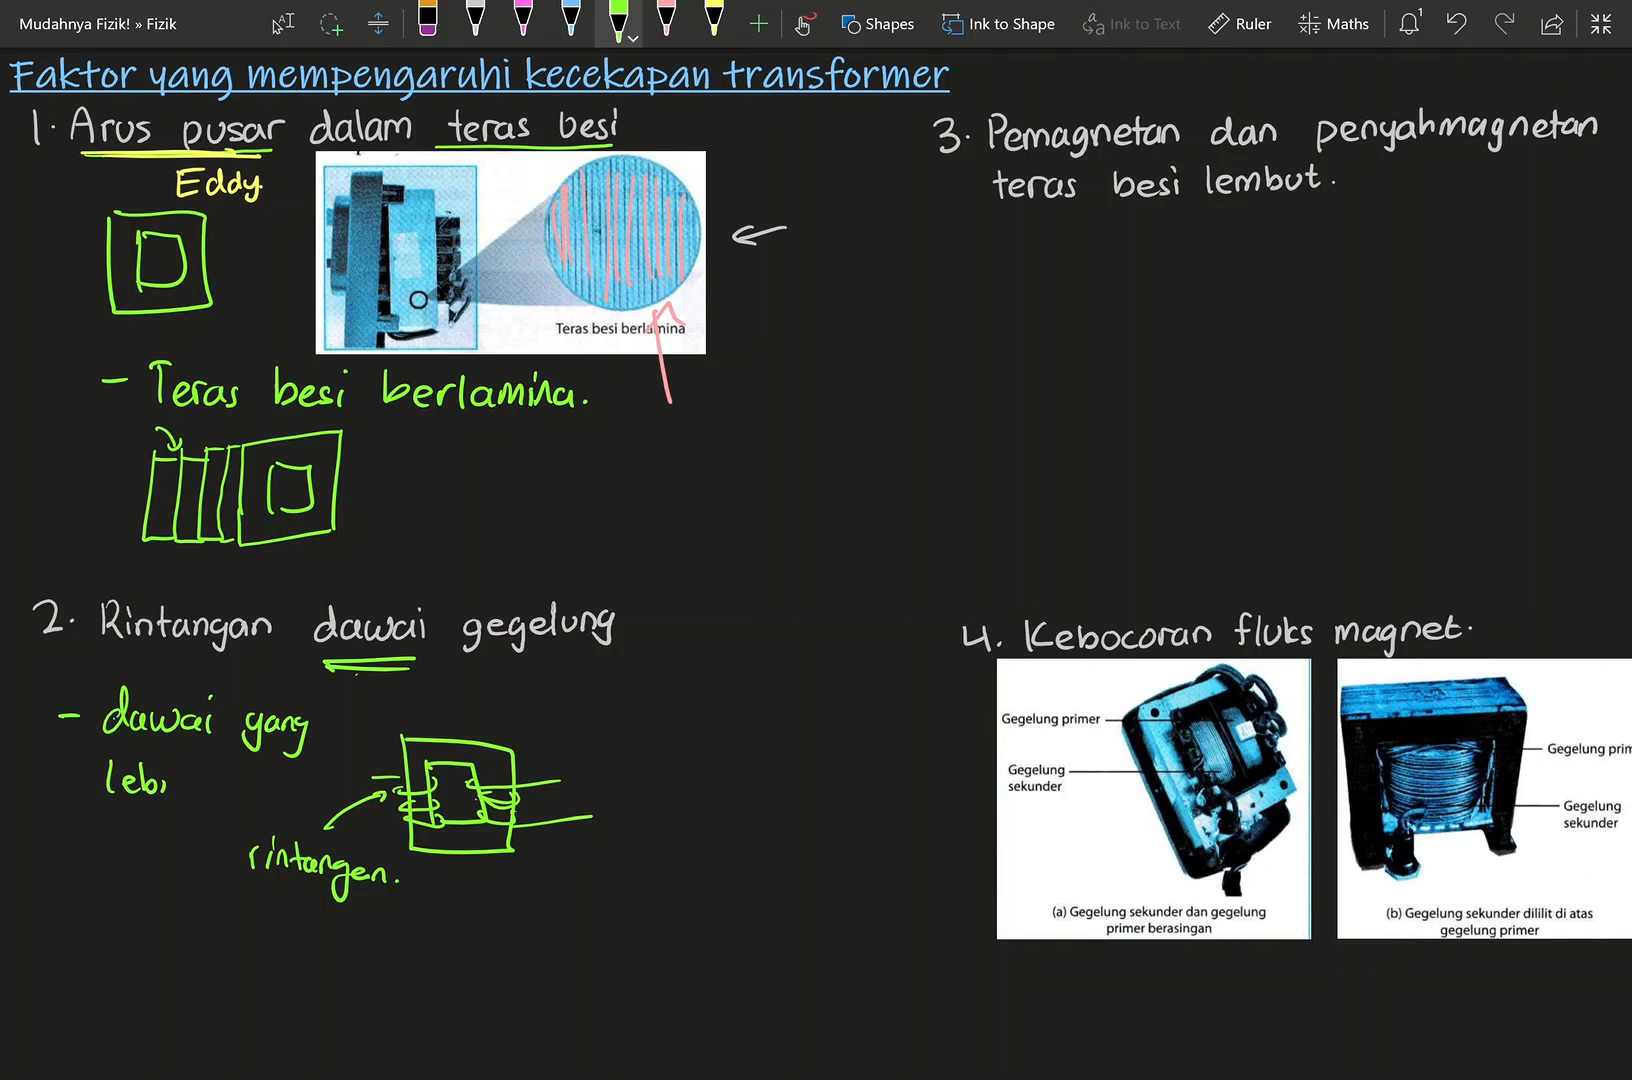 Mudahnya Fizik! » Fizik
Shapes
Ink to Shape
Ink to Text
Ruler
Maths
1
Faktor yang mempengaruhi kecekapan transformer
1. Arus pusar dalam teras besi
Eddy
Teras besi berlamina
- Teras besi berlamina.
2. Rintangan dawai gegelung
- dawai yang
lebi
rintangan.
3. Pemagnetan dan penyahmagnetan
teras besi lembut.
4. Kebocoran fluks magnet.
Gegelung primer
Gegelung
sekunder
(a) Gegelung sekunder dan gegelung
primer berasingan
Gegelung prim
Gegelung
sekunder
(b) Gegelung sekunder dililit di atas
gegelung primer